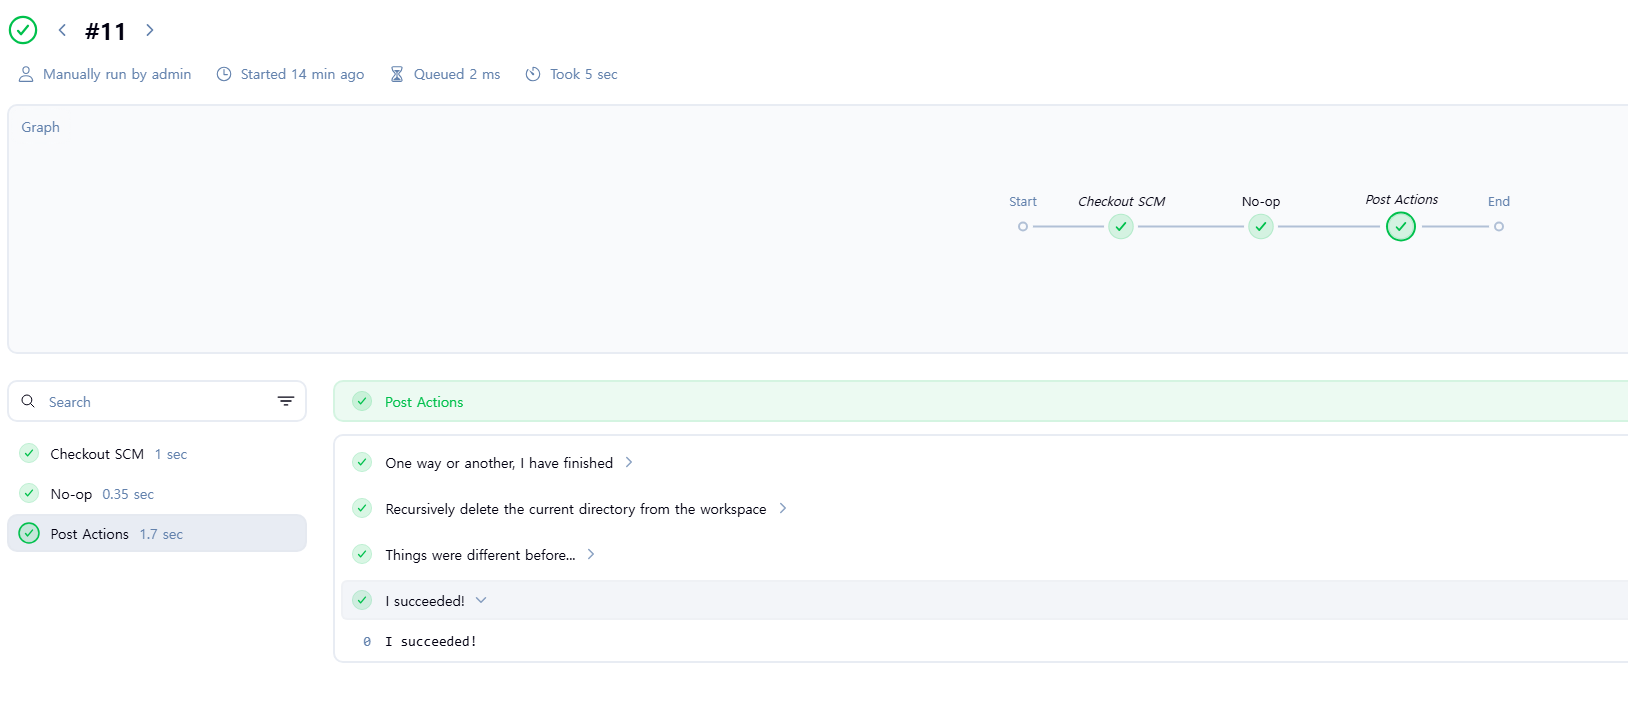 #11
Manually run by admin Started 14 min ago Queued 2 ms Took 5 sec
Graph
Start Checkout SCM No-op Post Actions End
Search
Checkout SCM 1 sec
No-op 0.35 sec
Post Actions 1.7 sec
Post Actions
One way or another, I have finished
Recursively delete the current directory from the workspace
Things were different before...
I succeeded!
0 I succeeded!